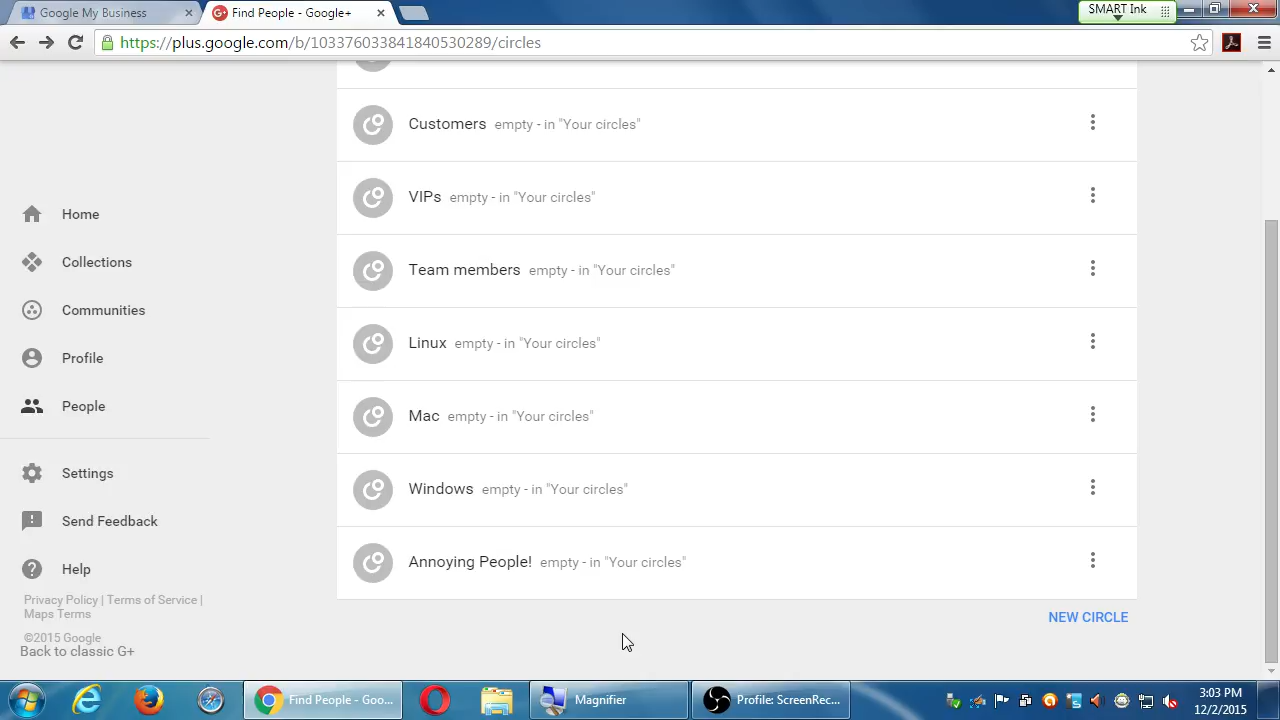 Google My Business
Find People - Google+
SMART Ink
https://plus.google.com/b/103376033841840530289/circles
Customers empty - in "Your circles"
VIPs empty - in "Your circles"
Home
Collections
Team members empty - in "Your circles"
Communities
Linux empty - in "Your circles"
Profile
People
Mac empty - in "Your circles"
Settings
Windows empty - in "Your circles"
Send Feedback
Help
Annoying People! empty - in "Your circles"
Privacy Policy | Terms of Service |
Maps Terms
NEW CIRCLE
©2015 Google
Back to classic G+
Find People - Goo...
Magnifier
Profile: ScreenRec...
3:03 PM
12/2/2015